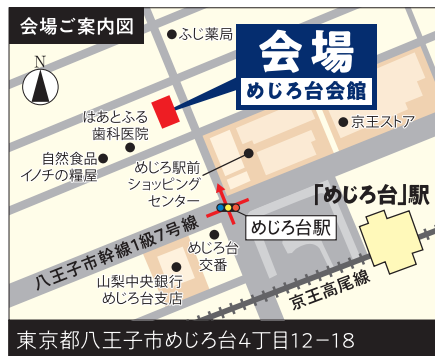 会場ご案内図
N
ふじ薬局
会場
めじろ台会館
はあとふる
歯科医院
京王ストア
自然食品
イノチの糧屋
めじろ駅前
ショッピング
センター
「めじろ台」駅
めじろ台駅
八王子市幹線1級7号線
めじろ台
交番
山梨中央銀行
めじろ台支店
京王高尾線
東京都八王子市めじろ台4丁目12−18